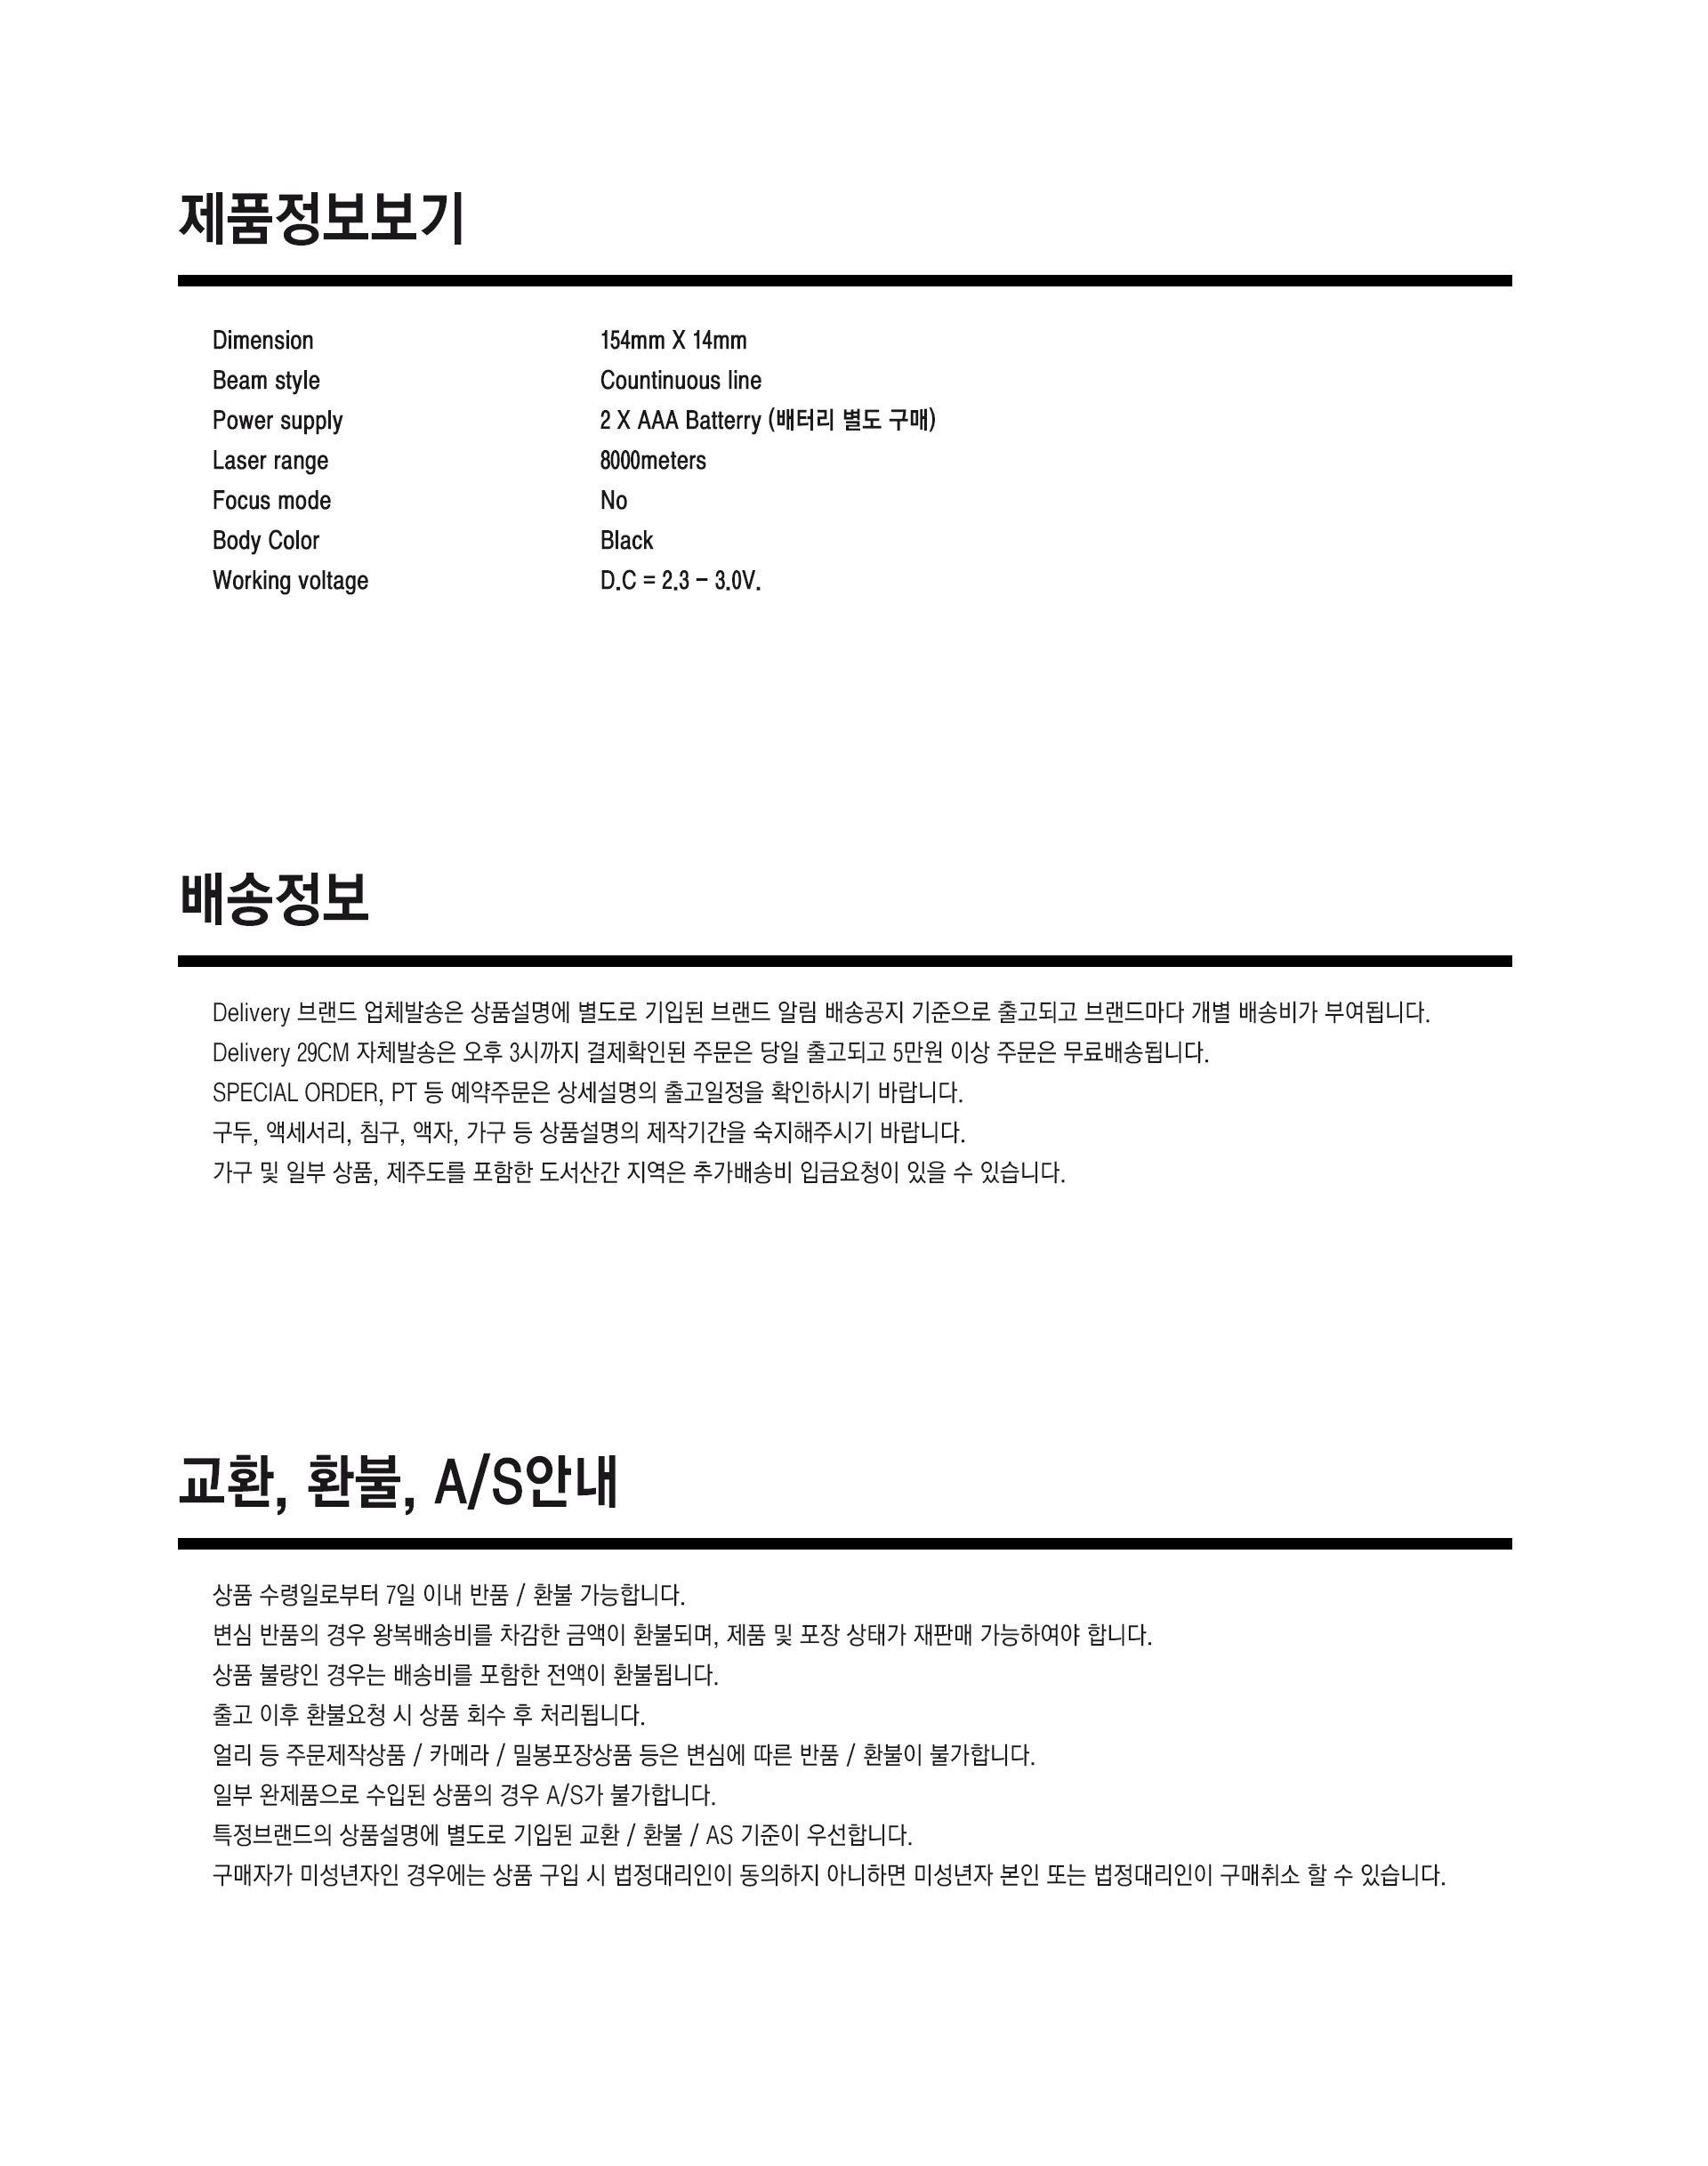 제품정보보기
Dimension 154mm X 14mm
Beam style Countinuous line
Power supply 2 X AAA Batterry (배터리 별도 구매)
Laser range 8000meters
Focus mode No
Body Color Black
Working voltage D.C = 2.3 – 3.0V.
배송정보
Delivery 브랜드 업체발송은 상품설명에 별도로 기입된 브랜드 알림 배송공지 기준으로 출고되고 브랜드마다 개별 배송비가 부여됩니다.
Delivery 29CM 자체발송은 오후 3시까지 결제확인된 주문은 당일 출고되고 5만원 이상 주문은 무료배송됩니다.
SPECIAL ORDER, PT 등 예약주문은 상세설명의 출고일정을 확인하시기 바랍니다.
구두, 액세서리, 침구, 액자, 가구 등 상품설명의 제작기간을 숙지해주시기 바랍니다.
가구 및 일부 상품, 제주도를 포함한 도서산간 지역은 추가배송비 입금요청이 있을 수 있습니다.
교환, 환불, A/S안내
상품 수령일로부터 7일 이내 반품 / 환불 가능합니다.
변심 반품의 경우 왕복배송비를 차감한 금액이 환불되며, 제품 및 포장 상태가 재판매 가능하여야 합니다.
상품 불량인 경우는 배송비를 포함한 전액이 환불됩니다.
출고 이후 환불요청 시 상품 회수 후 처리됩니다.
얼리 등 주문제작상품 / 카메라 / 밀봉포장상품 등은 변심에 따른 반품 / 환불이 불가합니다.
일부 완제품으로 수입된 상품의 경우 A/S가 불가합니다.
특정브랜드의 상품설명에 별도로 기입된 교환 / 환불 / AS 기준이 우선합니다.
구매자가 미성년자인 경우에는 상품 구입 시 법정대리인이 동의하지 아니하면 미성년자 본인 또는 법정대리인이 구매취소 할 수 있습니다.